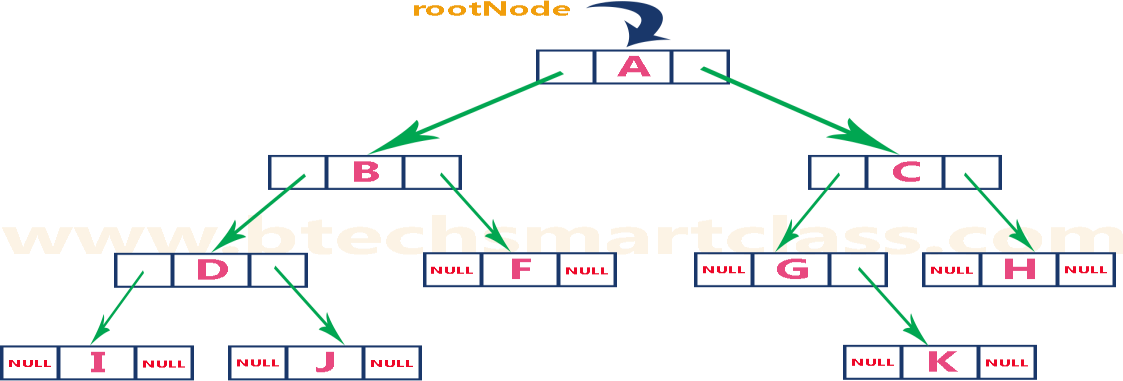 rootNode
A
B C
www.btechsmartclass.com
D NULL F NULL NULL G NULL H NULL
NULL I NULL NULL J NULL NULL K NULL